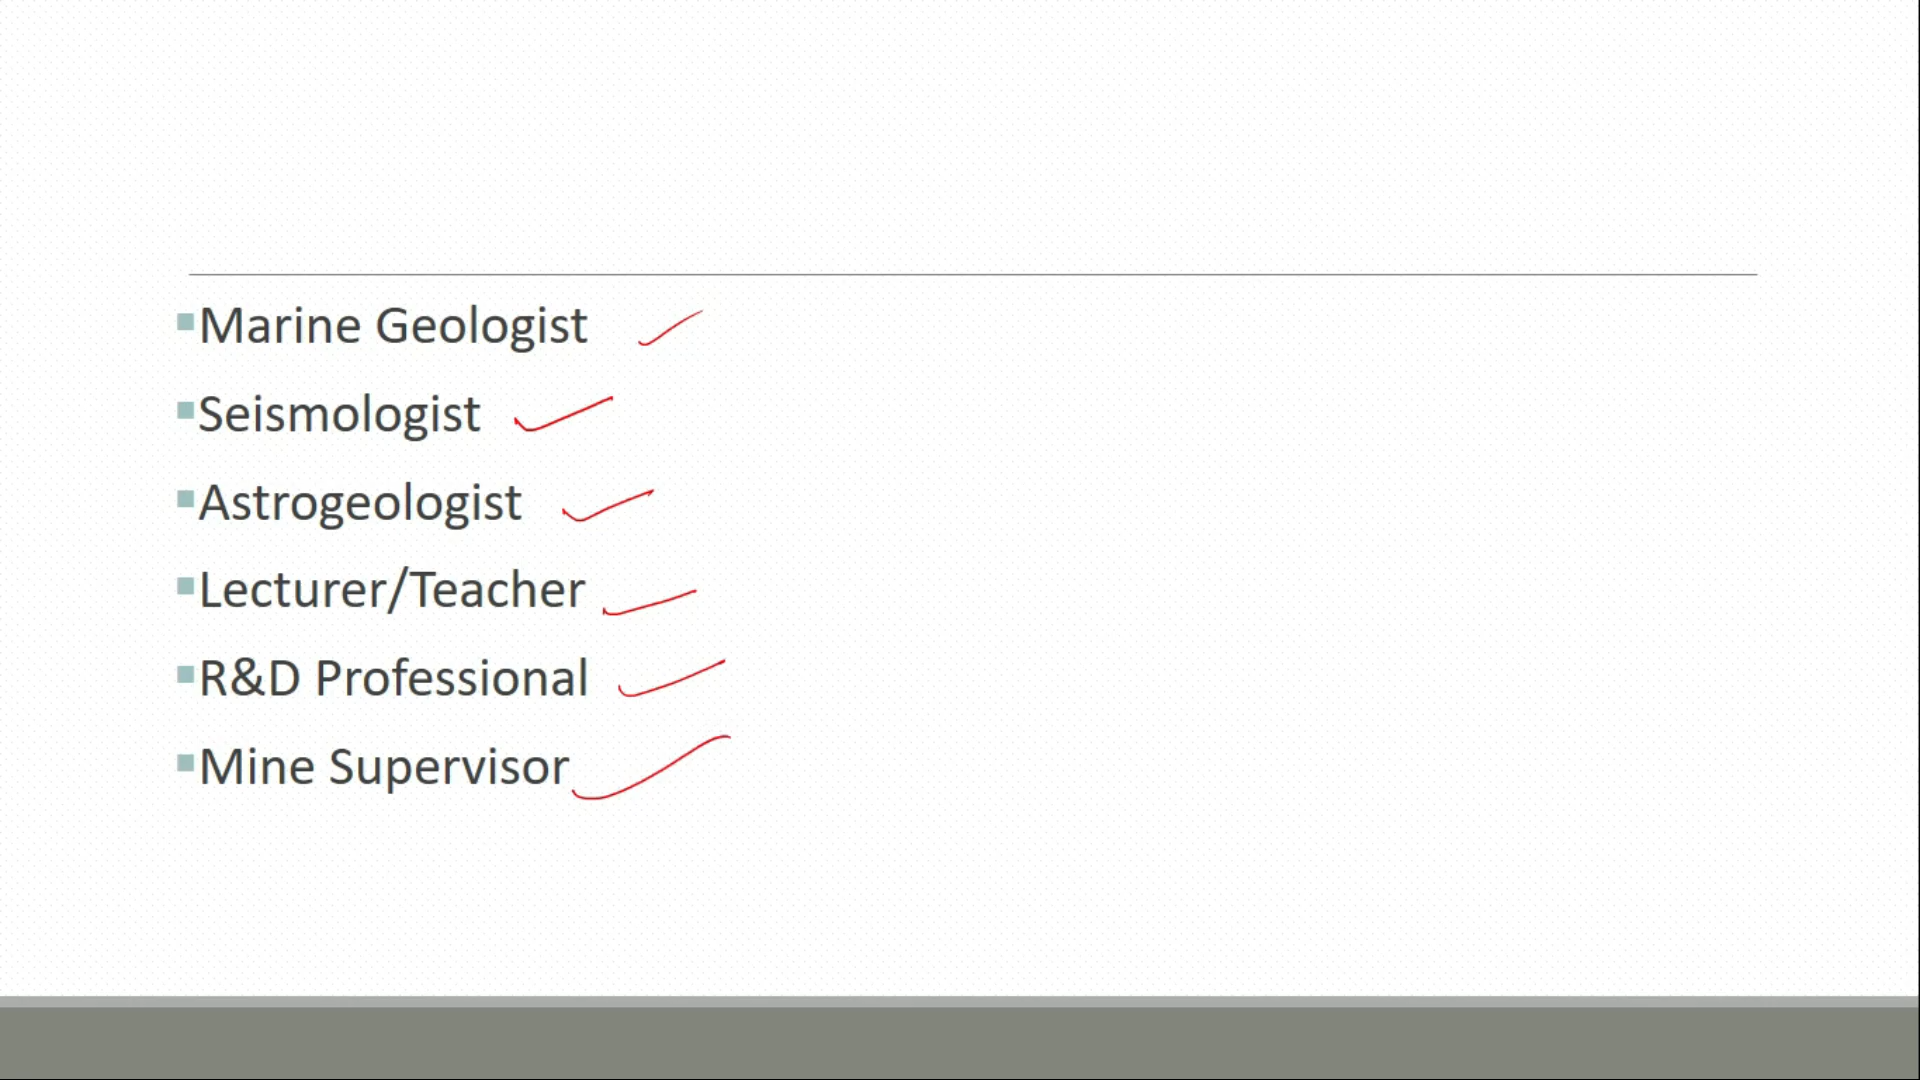 Marine Geologist
Seismologist
Astrogeologist
Lecturer/Teacher
R&D Professional
Mine Supervisor